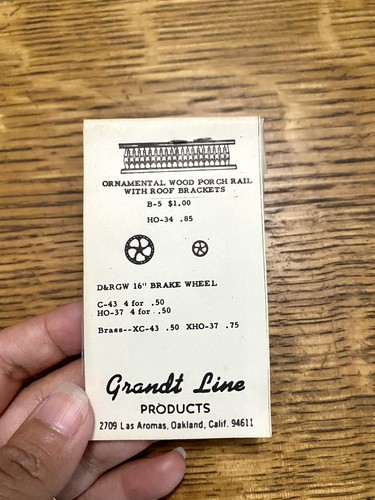 ORNAMENTAL WOOD PORCH RAIL
WITH ROOF BRACKETS
B-5 $1.00
HO-34 .85
D&RGW 16" BRAKE WHEEL
C-43 4 for .50
HO-37 4 for .50
Brass--XC-43 .50 XHO-37 .75
Grandt Line
PRODUCTS
2709 Las Aromas, Oakland, Calif. 94611